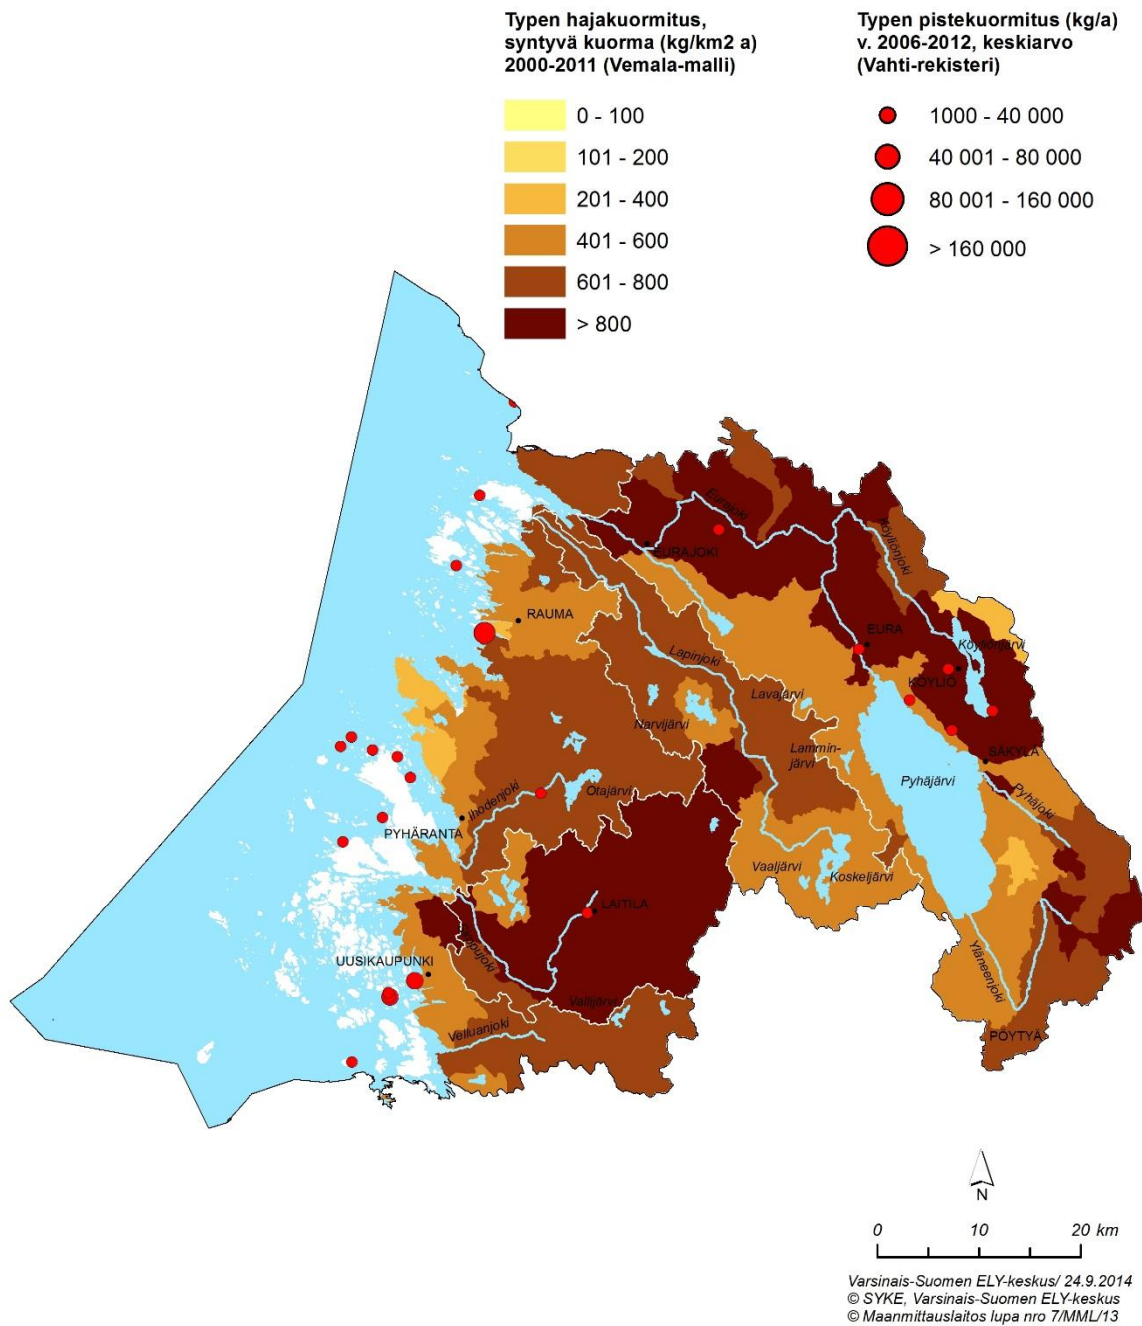 Typen hajakuormitus,
syntyvä kuorma (kg/km2 a)
2000-2011 (Vemala-malli)
0 - 100
101 - 200
201 - 400
401 - 600
601 - 800
> 800
Typen pistekuormitus (kg/a)
v. 2006-2012, keskiarvo
(Vahti-rekisteri)
1000 - 40 000
40 001 - 80 000
80 001 - 160 000
> 160 000
Eurajoki
EURAJOKI
Köyliönjoki
RAUMA
EURA
Köyliönjärvi
Lapinjoki
KÖYLIÖ
Lavajärvi
Narvijärvi
Lammin-
järvi
SÄKYLÄ
Pyhäjärvi
Pyhäjoki
Ihodenjoki
Otajärvi
PYHÄRANTA
Vaaljärvi
Koskeljärvi
LAITILA
UUSIKAUPUNKI
Vallijärvi
Yläneenjoki
Velluanjoki
PÖYTYÄ
N
0
10
20 km
Varsinais-Suomen ELY-keskus/ 24.9.2014
© SYKE, Varsinais-Suomen ELY-keskus
© Maanmittauslaitos lupa nro 7/MML/13